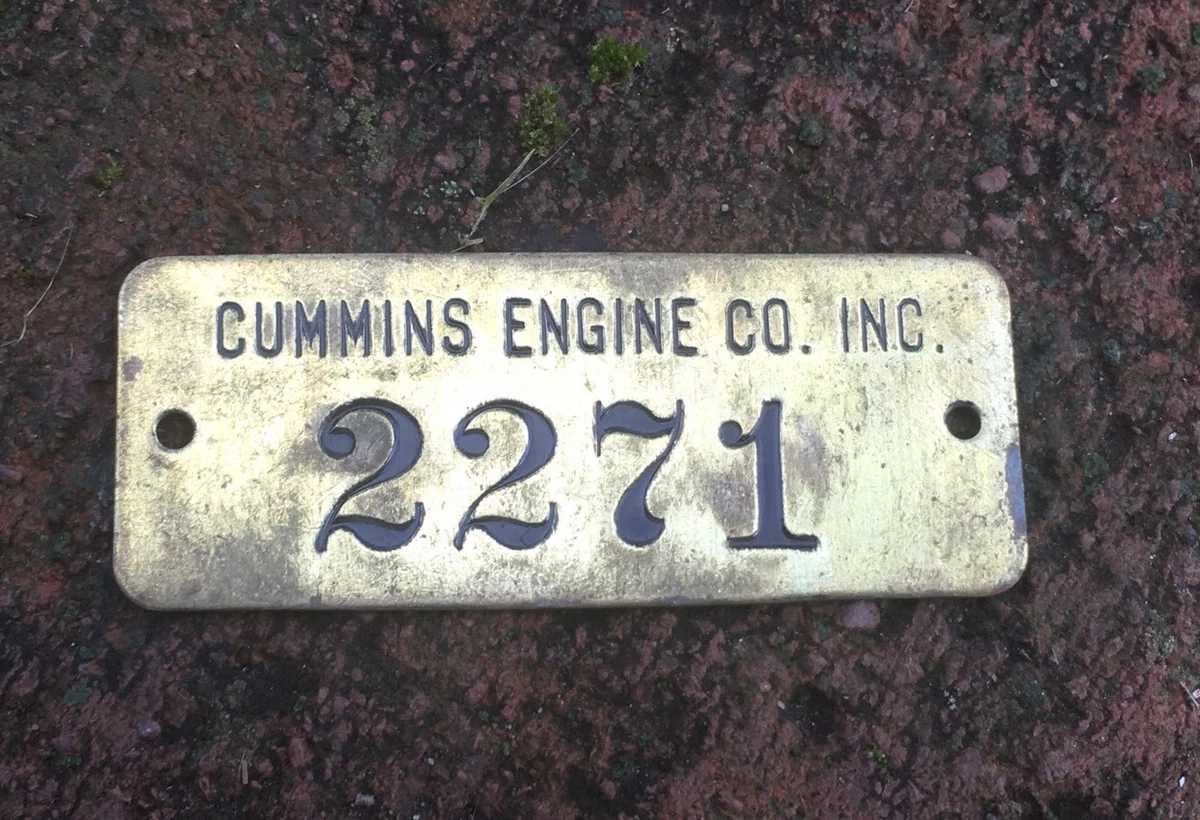 CUMMINS ENGINE CO. INC.
2271